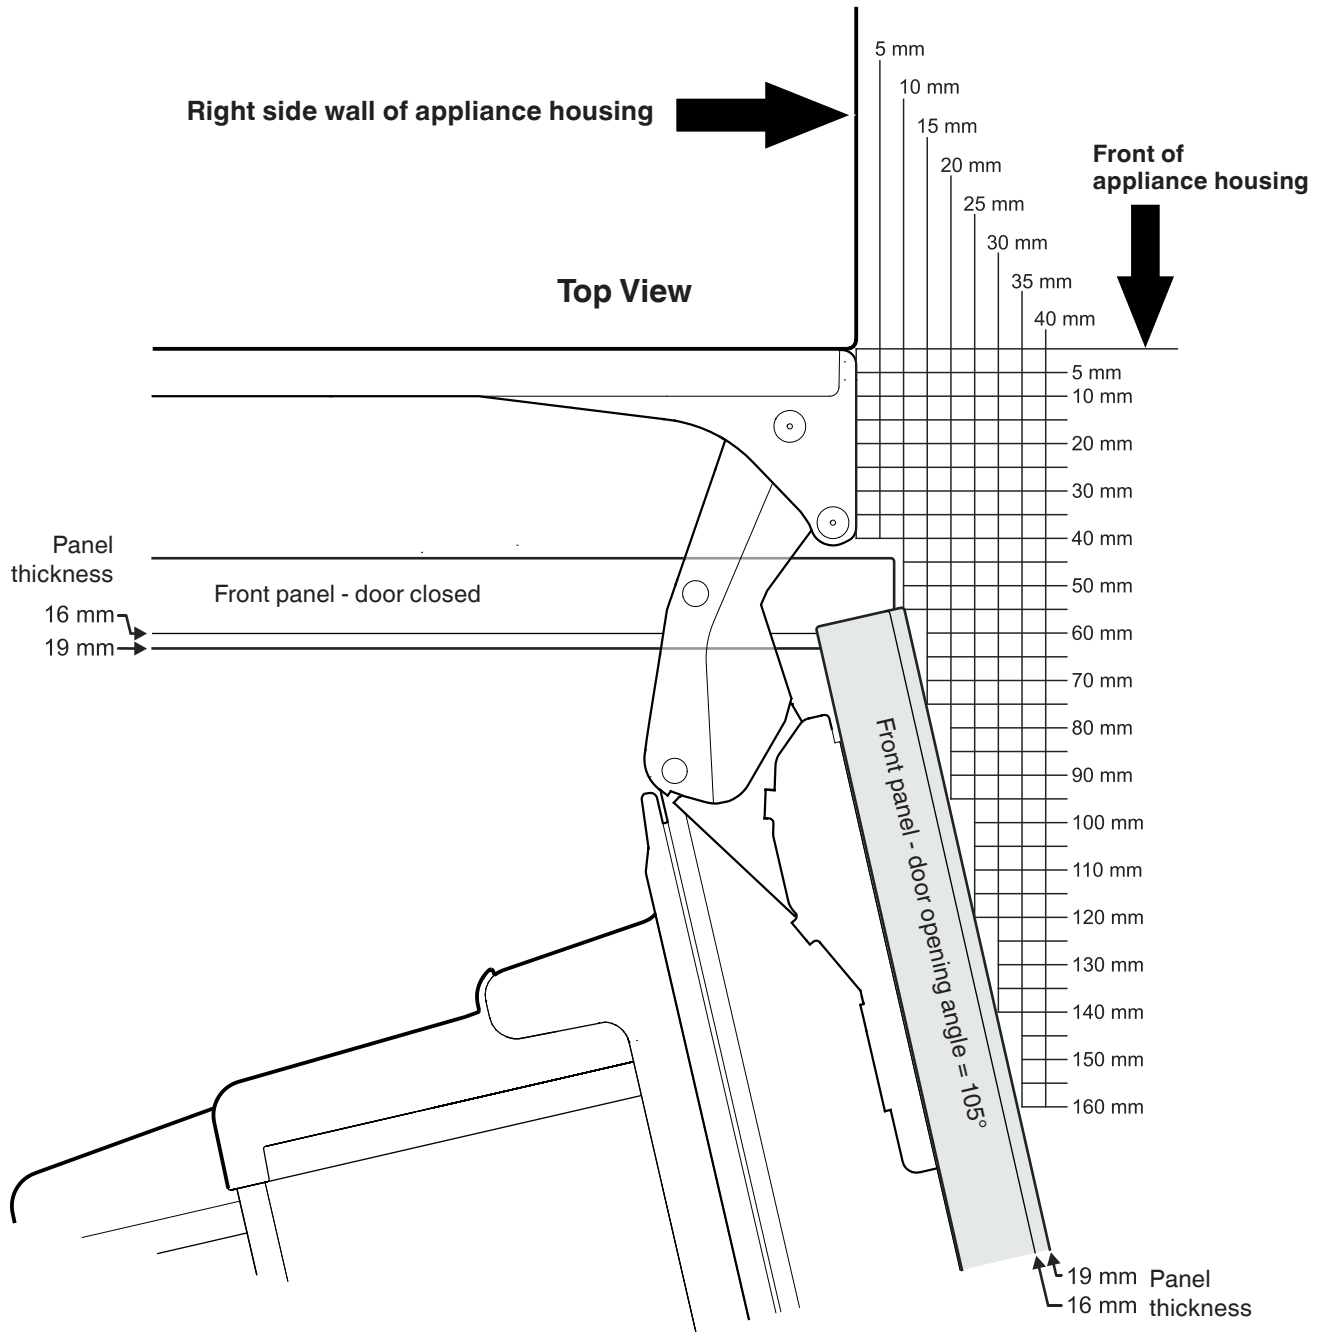 5 mm
10 mm
Right side wall of appliance housing
15 mm
Front of
appliance housing
20 mm
25 mm
30 mm
35 mm
Top View
40 mm
5 mm
10 mm
20 mm
30 mm
40 mm
Panel
thickness
50 mm
Front panel - door closed
16 mm
60 mm
19 mm
70 mm
80 mm
90 mm
100 mm
110 mm
120 mm
130 mm
140 mm
150 mm
160 mm
Front panel - door opening angle = 105°
19 mm Panel
16 mm thickness